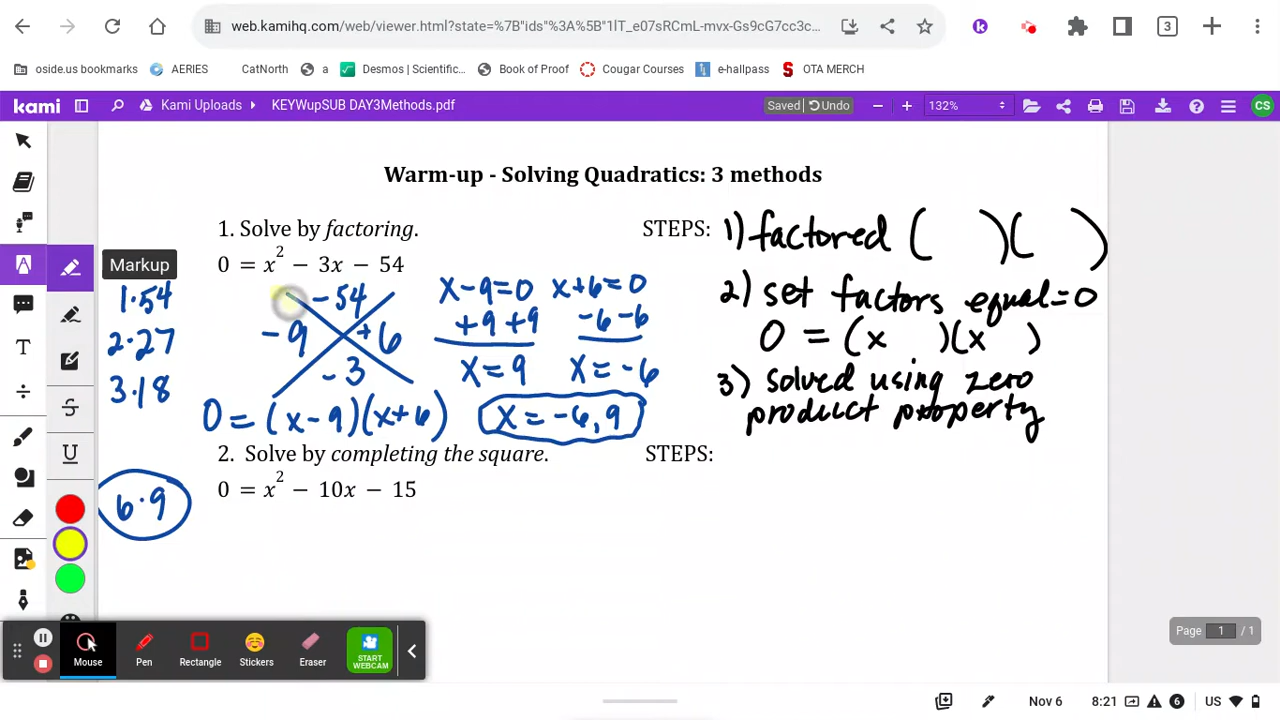 web.kamihq.com/web/viewer.html?state=%7B"ids"%3A%5B"1lT_e07sRCmL-mvx-Gs9cG7cc3c...
3
oside.us bookmarks AERIES CatNorth a Desmos | Scientific... Book of Proof Cougar Courses e-hallpass OTA MERCH
kami Kami Uploads KEYWupSUB DAY3Methods.pdf Saved Undo 132% CS
Warm-up - Solving Quadratics: 3 methods
1. Solve by factoring. STEPS: 1) factored ( )( )
0 = x² − 3x − 54
Markup
1·54 -54 x-9=0 x+6=0 2) set factors equal=0
2·27 -9 +6 +9 +9 -6 -6 0 = (x )(x )
3·18 -3 x=9 x=-6 3) solved using zero
0=(x-9)(x+6) x=-6,9 product property
2. Solve by completing the square. STEPS:
0 = x² − 10x − 15
6·9
Page 1 / 1
Mouse Pen Rectangle Stickers Eraser START WEBCAM
Nov 6 8:21 6 US